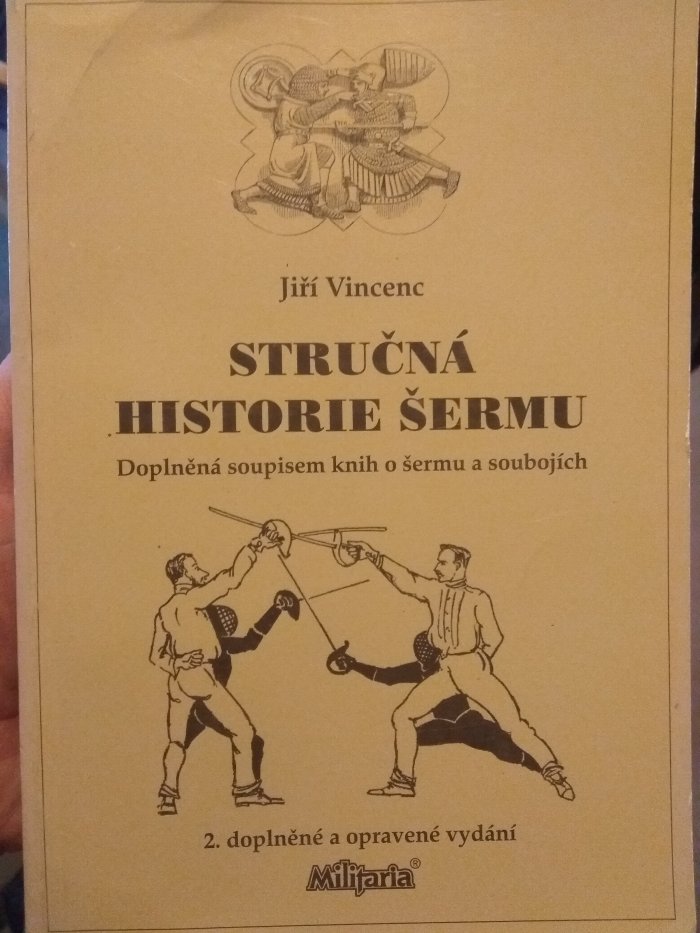 Jiří Vincenc
STRUČNÁ
HISTORIE ŠERMU
Doplněná soupisem knih o šermu a soubojích
2. doplněné a opravené vydání
Militaria®